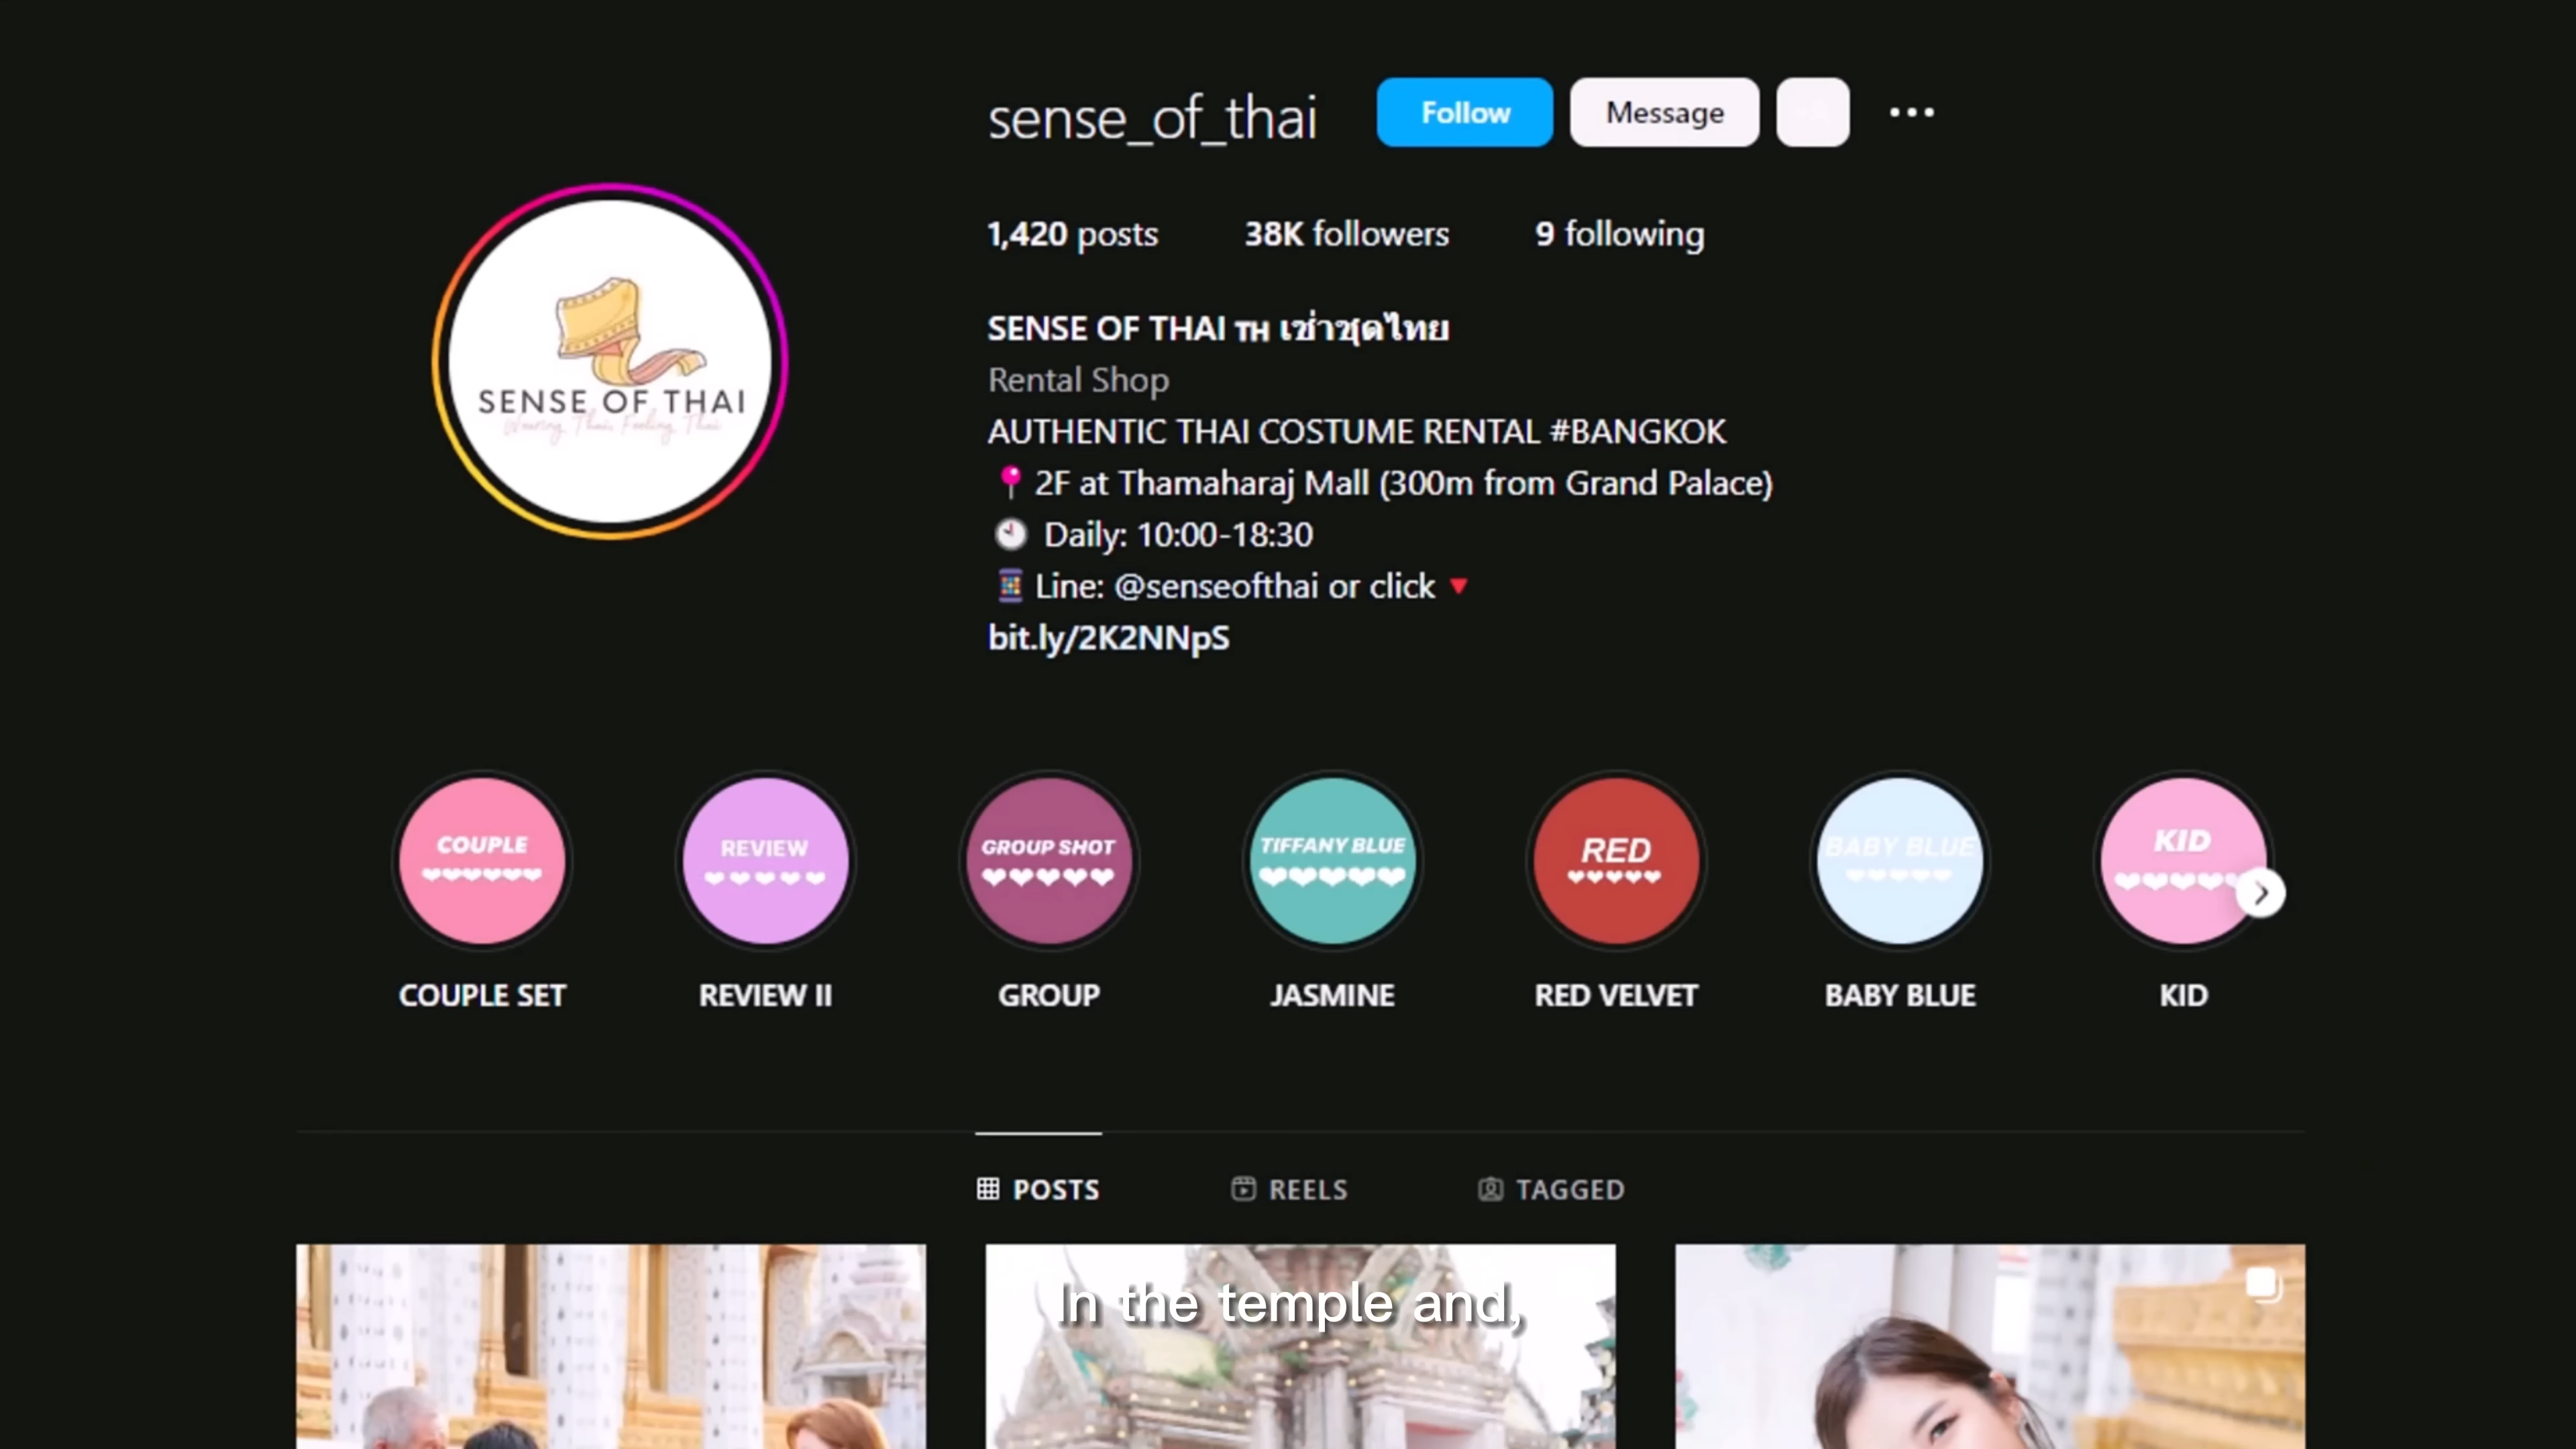 sense_of_thai Follow Message
1,420 posts 38K followers 9 following
SENSE OF THAI
Wearing Thai, Feeling Thai
SENSE OF THAI TH เช่าชุดไทย
Rental Shop
AUTHENTIC THAI COSTUME RENTAL #BANGKOK
2F at Thamaharaj Mall (300m from Grand Palace)
Daily: 10:00-18:30
Line: @senseofthai or click
bit.ly/2K2NNpS
COUPLE
REVIEW
GROUP SHOT
TIFFANY BLUE
RED
BABY BLUE
KID
COUPLE SET
REVIEW II
GROUP
JASMINE
RED VELVET
BABY BLUE
KID
POSTS REELS TAGGED
In the temple and,